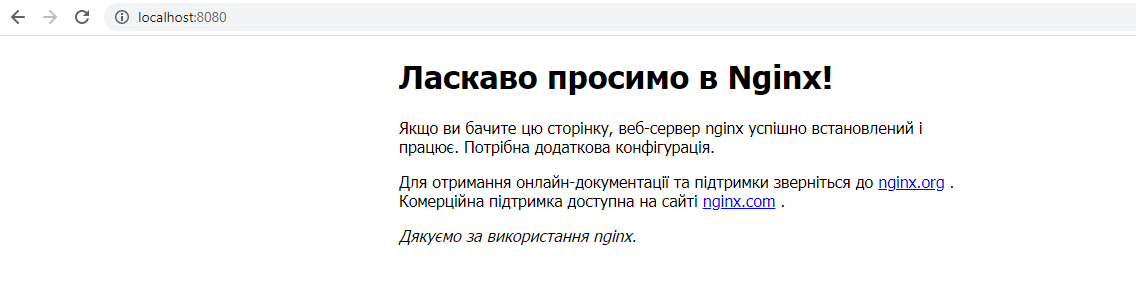 localhost:8080
Ласкаво просимо в Nginx!
Якщо ви бачите цю сторінку, веб-сервер nginx успішно встановлений і
працює. Потрібна додаткова конфігурація.
Для отримання онлайн-документації та підтримки зверніться до nginx.org .
Комерційна підтримка доступна на сайті nginx.com .
Дякуємо за використання nginx.